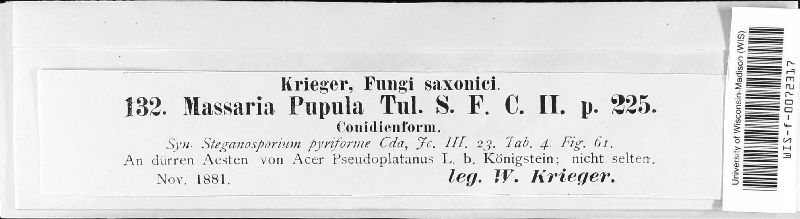 Krieger, Fungi saxonici.
132. Massaria Pupula Tul. S. F. C. II. p. 225.
Conidienform.
Syn. Steganosporium pyriforme Cda, Jc. III. 23. Tab. 4. Fig. 61.
An dürren Aesten von Acer Pseudoplatanus L. b. Königstein; nicht selten.
Nov. 1881. leg. W. Krieger.
University of Wisconsin-Madison (WIS)
WIS-f-0072317